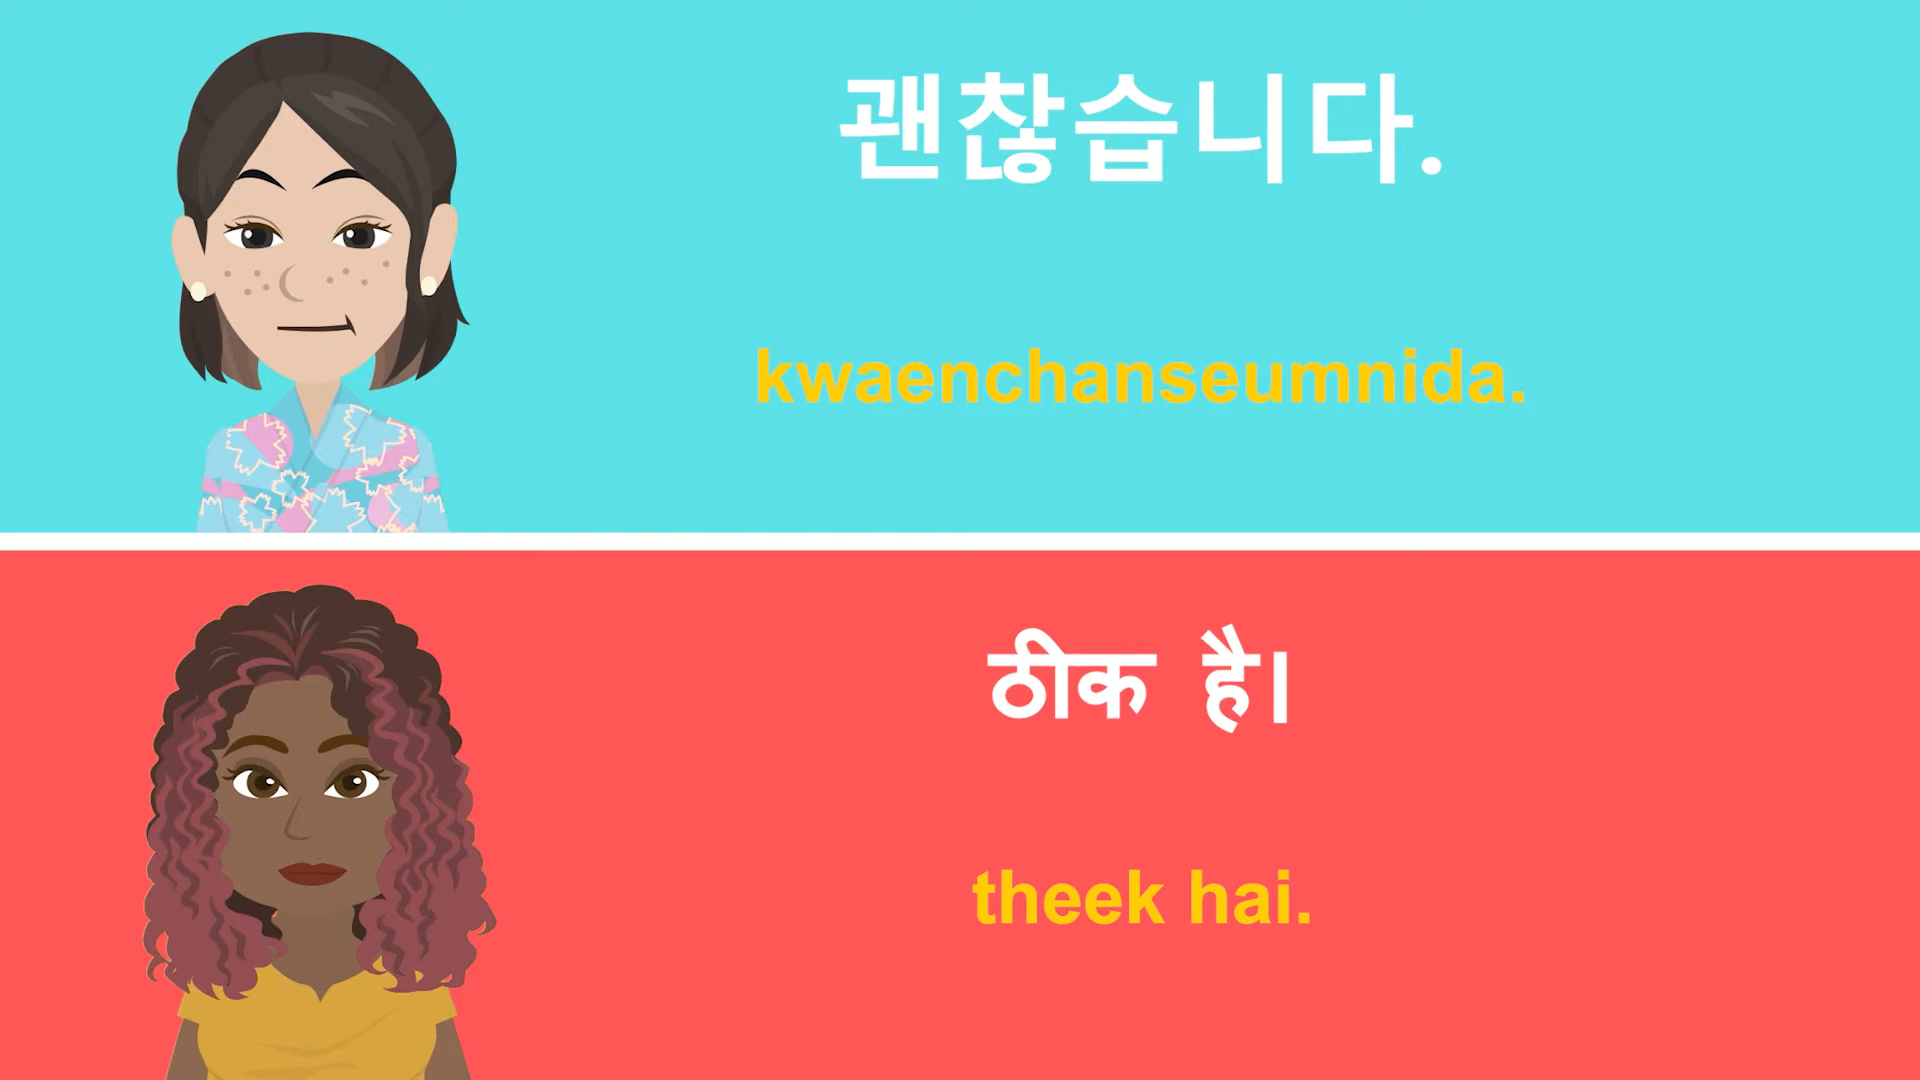 괜찮습니다.
kwaenchanseumnida.
ठीक है।
theek hai.